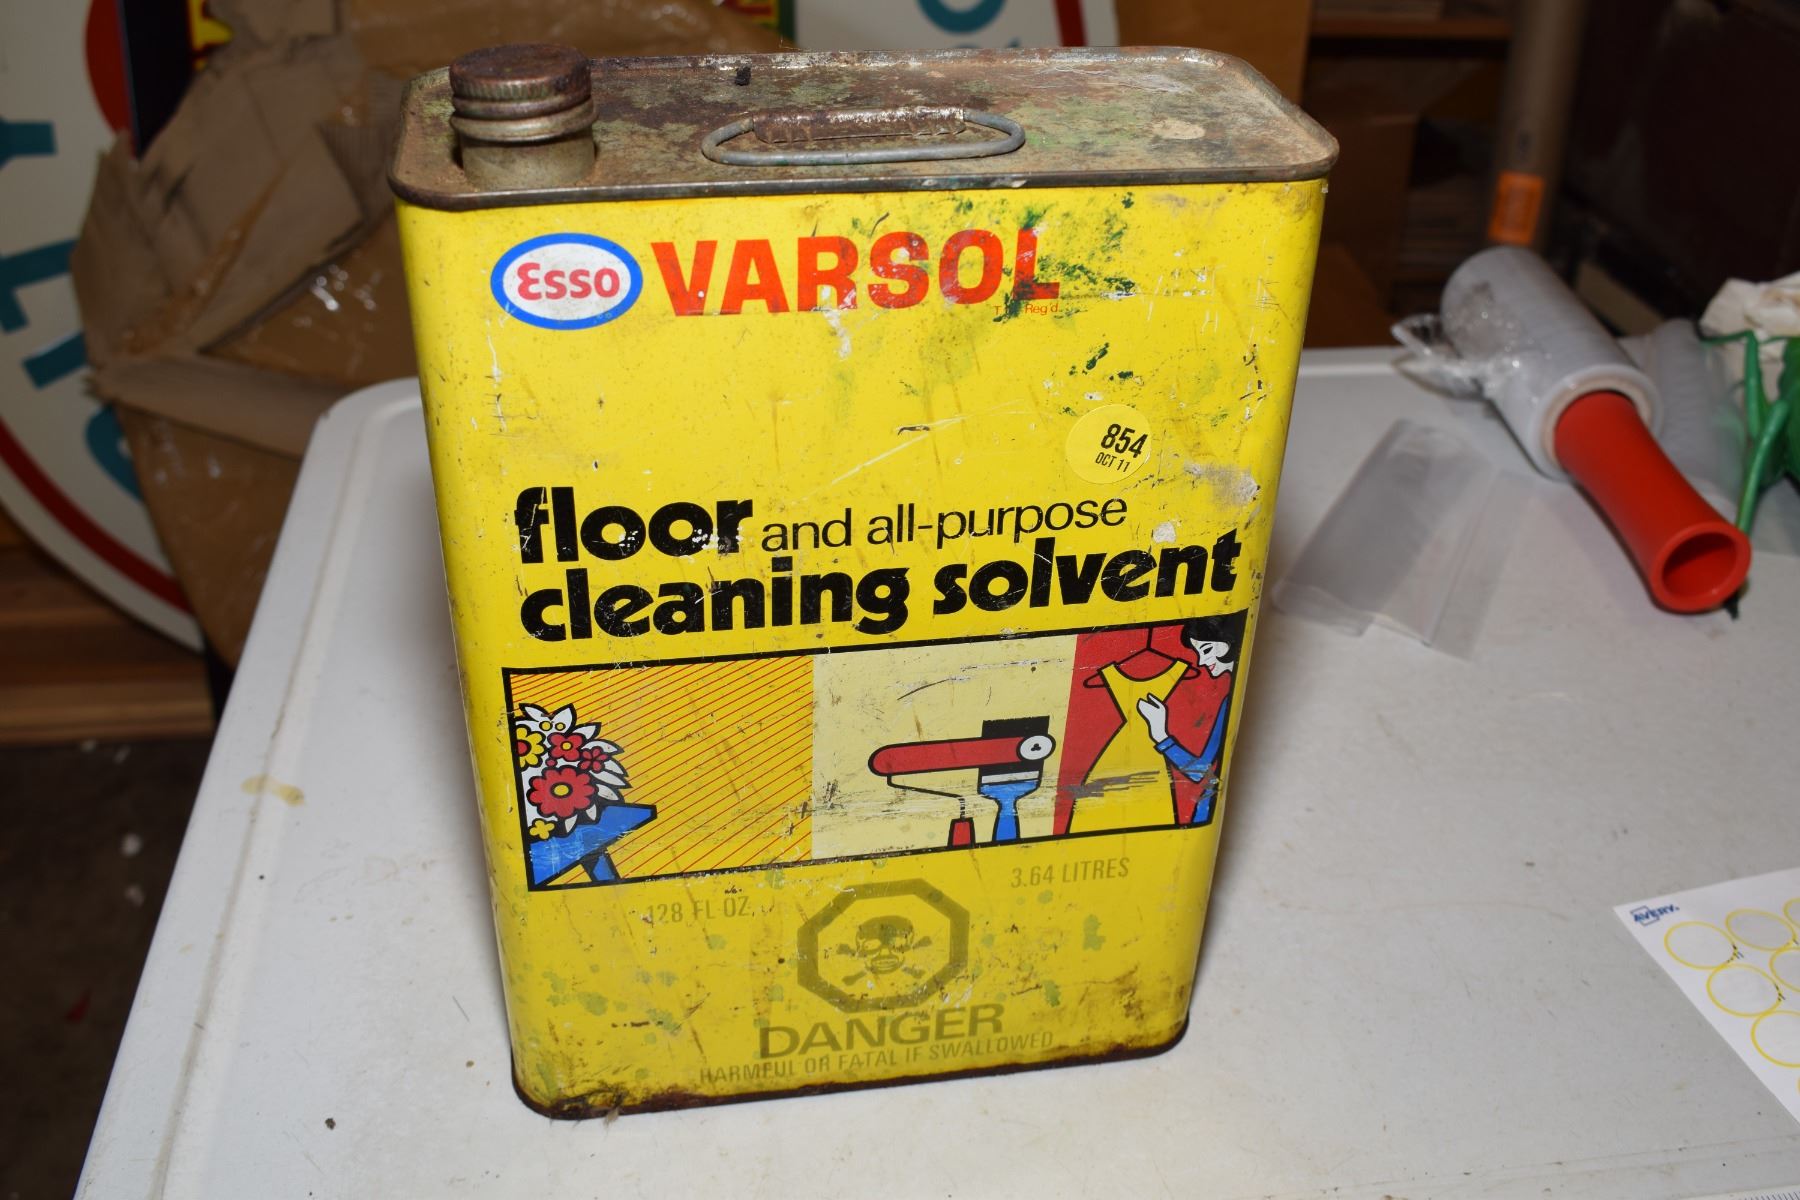 Esso VARSOL
Reg'd.
854
OCT 11
floor and all-purpose
cleaning solvent
128 FL OZ.
3.64 LITRES
DANGER
HARMFUL OR FATAL IF SWALLOWED
AVERY